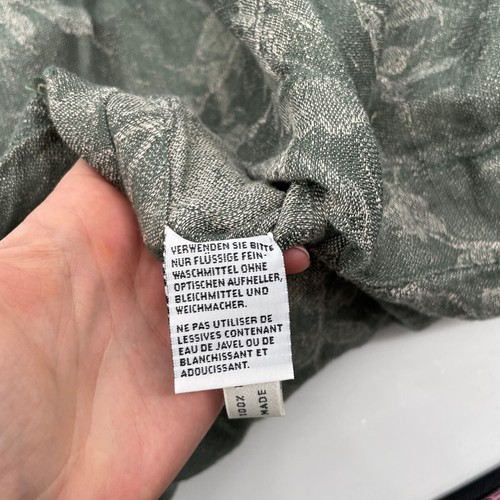 VERWENDEN SIE BITTE
NUR FLÜSSIGE FEIN-
WASCHMITTEL OHNE
OPTISCHEN AUFHELLER,
BLEICHMITTEL UND
WEICHMACHER.
NE PAS UTILISER DE
LESSIVES CONTENANT
EAU DE JAVEL OU DE
BLANCHISSANT ET
ADOUCISSANT.
100%
MADE